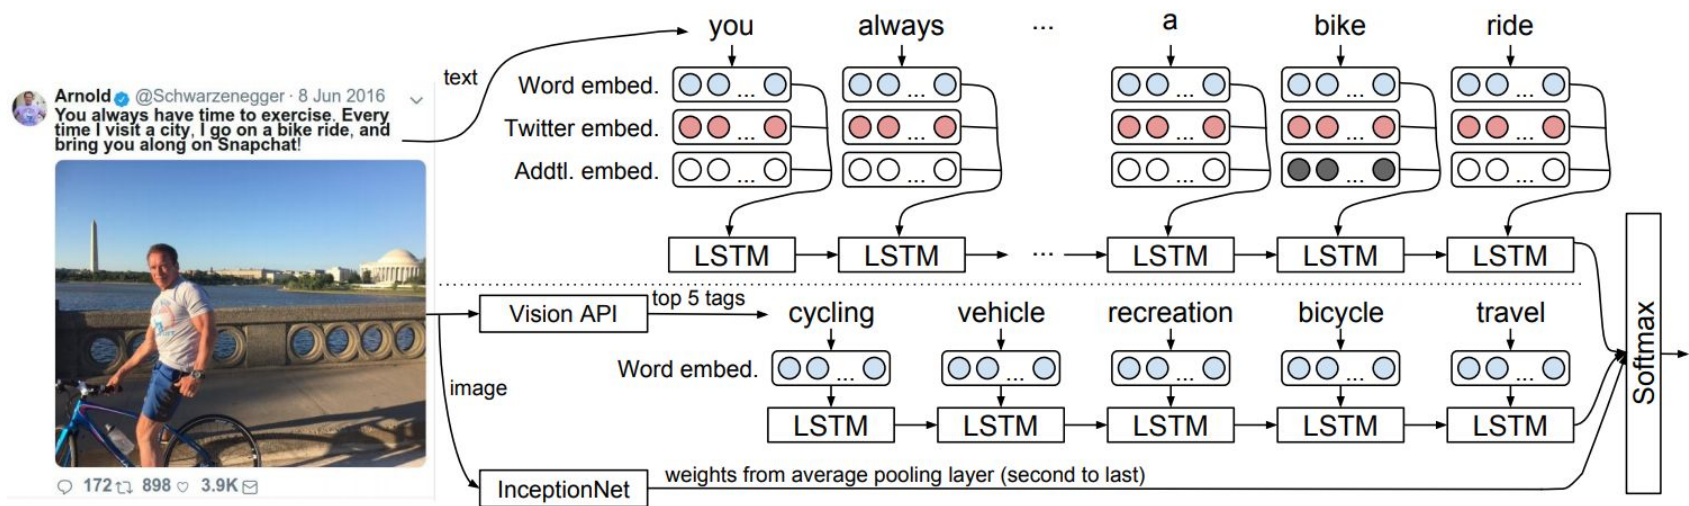 Arnold @Schwarzenegger · 8 Jun 2016
You always have time to exercise. Every
time I visit a city, I go on a bike ride, and
bring you along on Snapchat!
172 898 3.9K
text
you always ... a bike ride
Word embed. ... ... ... ... ...
Twitter embed. ... ... ... ... ...
Addtl. embed. ... ... ... ... ...
LSTM LSTM ... LSTM LSTM LSTM
image
Vision API
top 5 tags
cycling vehicle recreation bicycle travel
Word embed. ... ... ... ... ...
LSTM LSTM LSTM LSTM LSTM
InceptionNet
weights from average pooling layer (second to last)
Softmax